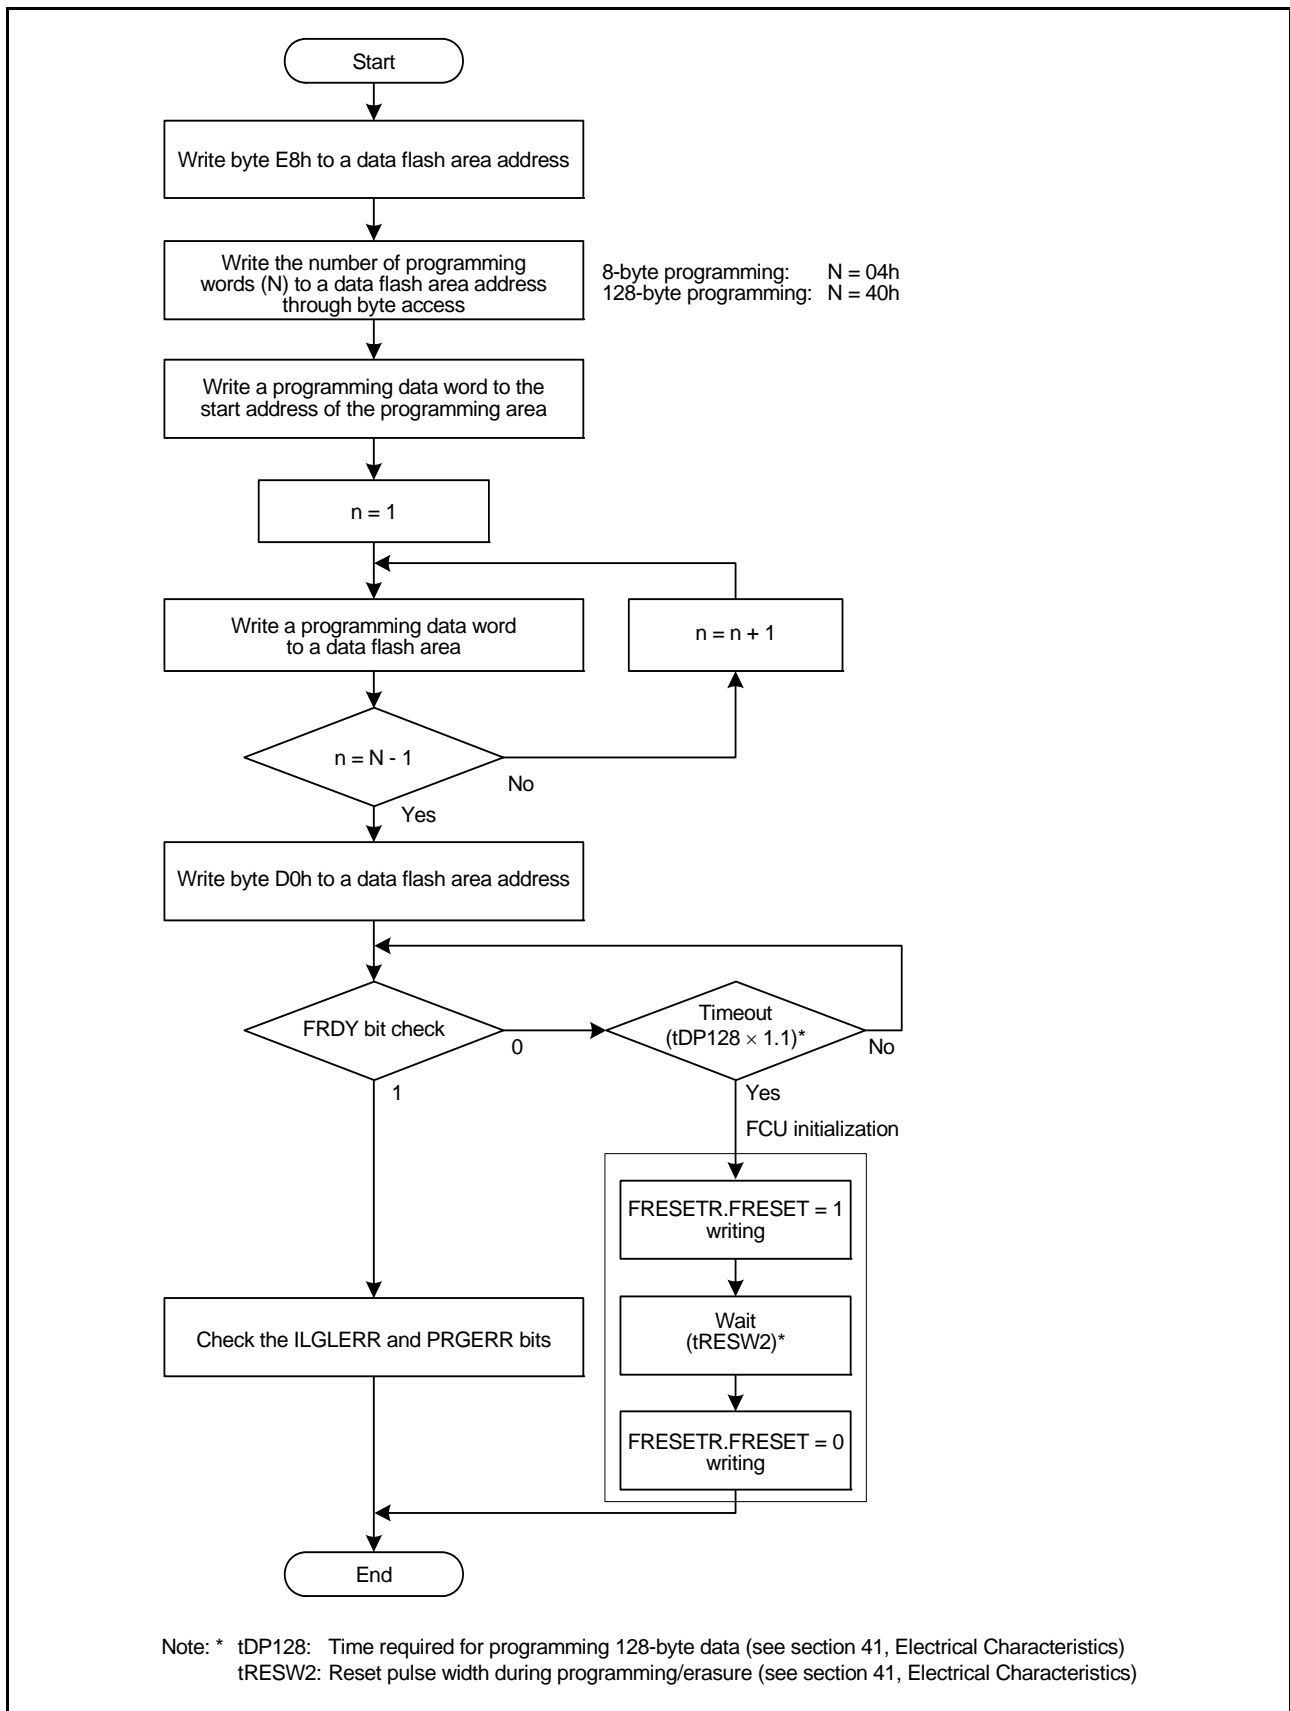 Start
Write byte E8h to a data flash area address
Write the number of programming
words (N) to a data flash area address
through byte access
8-byte programming: N = 04h
128-byte programming: N = 40h
Write a programming data word to the
start address of the programming area
n = 1
Write a programming data word
to a data flash area
n = n + 1
n = N - 1
No
Yes
Write byte D0h to a data flash area address
FRDY bit check
0
1
Timeout
(tDP128 × 1.1)*
No
Yes
FCU initialization
FRESETR.FRESET = 1
writing
Wait
(tRESW2)*
FRESETR.FRESET = 0
writing
Check the ILGLERR and PRGERR bits
End
Note: * tDP128: Time required for programming 128-byte data (see section 41, Electrical Characteristics)
tRESW2: Reset pulse width during programming/erasure (see section 41, Electrical Characteristics)